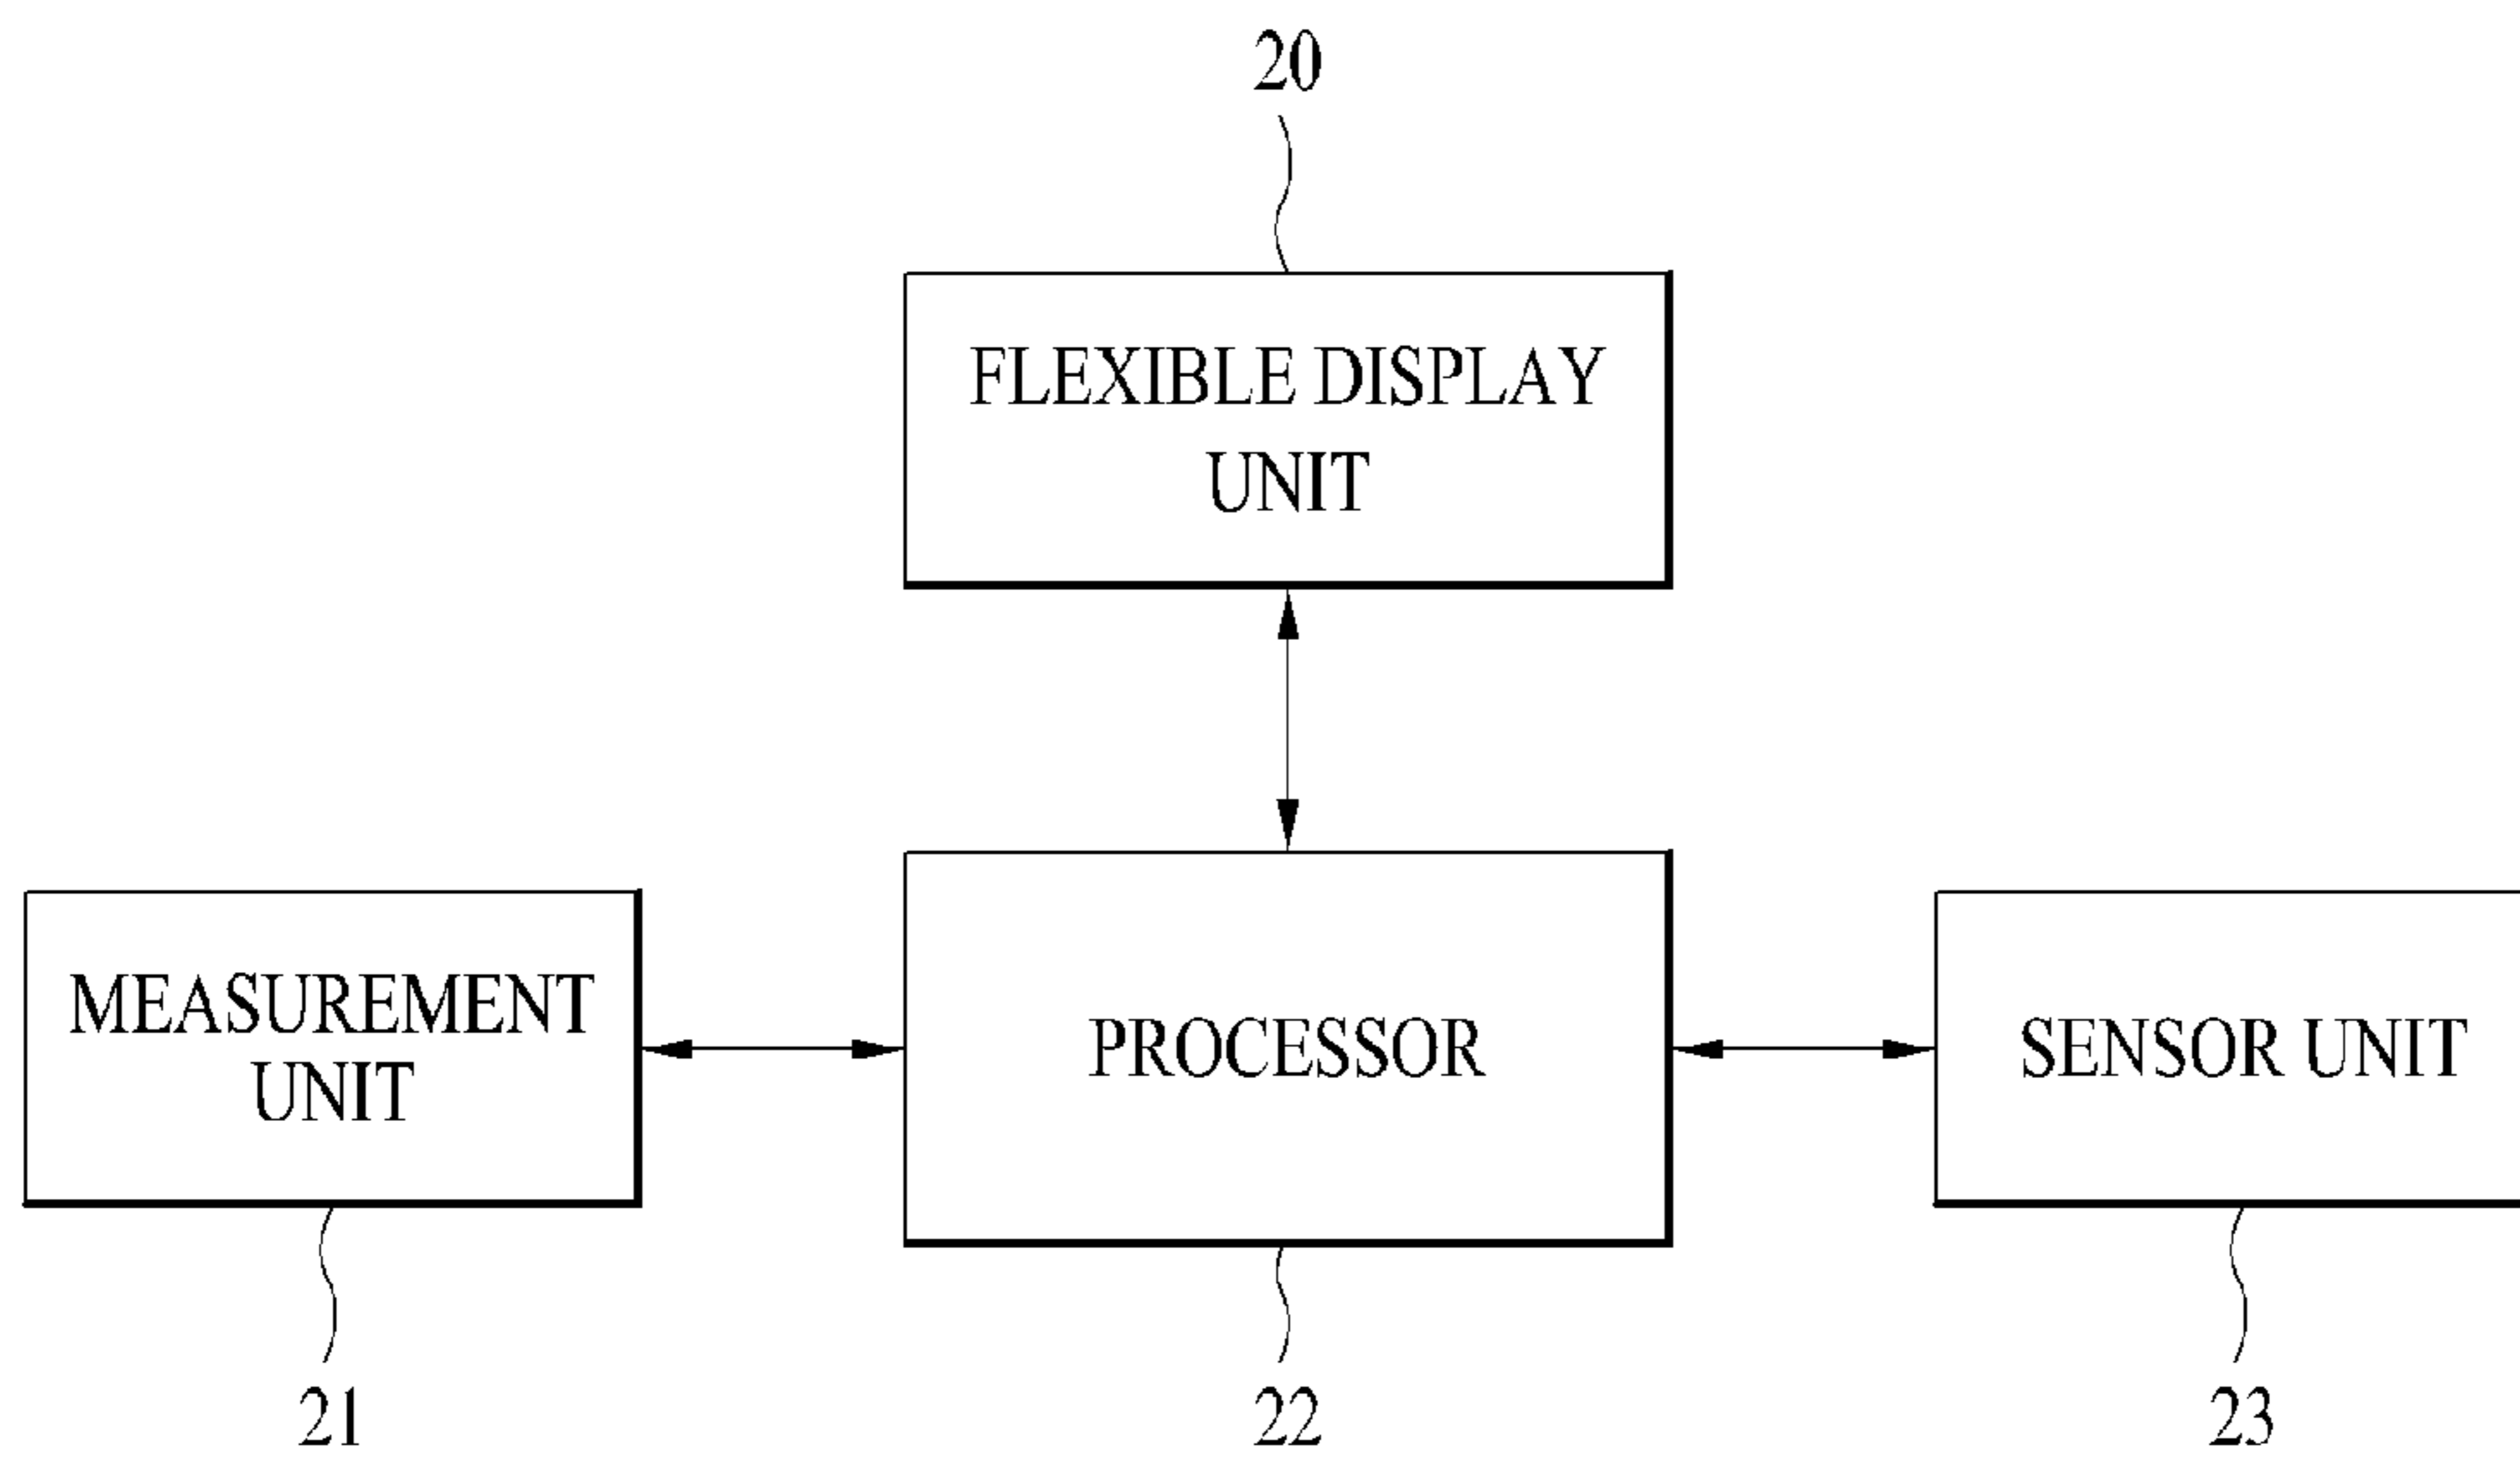 20
FLEXIBLE DISPLAY
UNIT
MEASUREMENT
UNIT
PROCESSOR
SENSOR UNIT
21
22
23